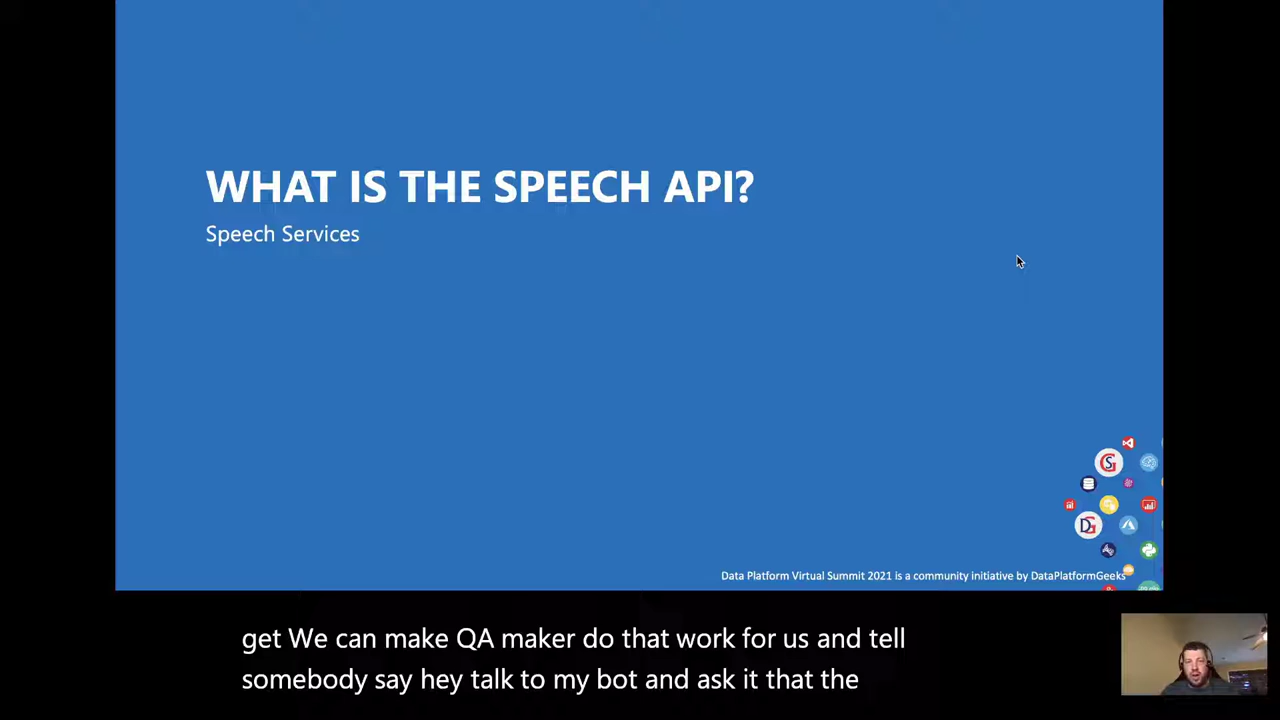 WHAT IS THE SPEECH API?
Speech Services
Data Platform Virtual Summit 2021 is a community initiative by DataPlatformGeeks
get We can make QA maker do that work for us and tell
somebody say hey talk to my bot and ask it that the